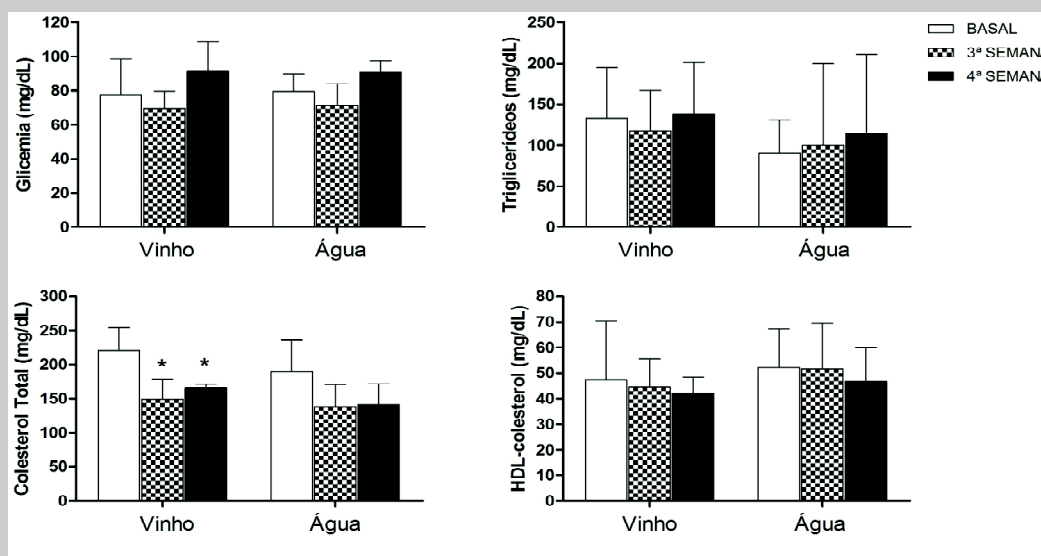 120
100
80
60
40
20
0
Glicemia (mg/dL)
Vinho
Água
250
200
150
100
50
0
Triglicerídeos (mg/dL)
Vinho
Água
BASAL
3ª SEMANA
4ª SEMANA
300
250
200
150
100
50
0
Colesterol Total (mg/dL)
*
*
Vinho
Água
80
70
60
50
40
30
20
10
0
HDL-colesterol (mg/dL)
Vinho
Água